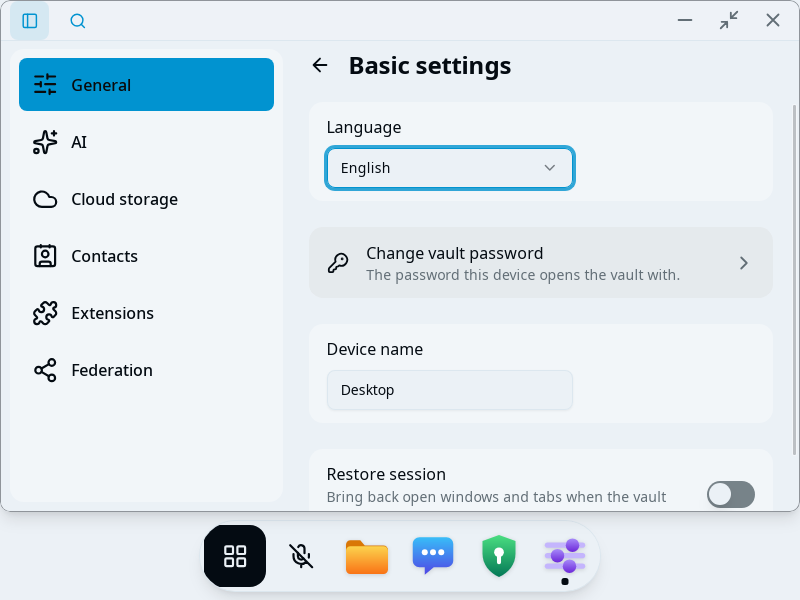 Basic settings
General
AI
Cloud storage
Contacts
Extensions
Federation
Language
English
Change vault password
The password this device opens the vault with.
Device name
Desktop
Restore session
Bring back open windows and tabs when the vault